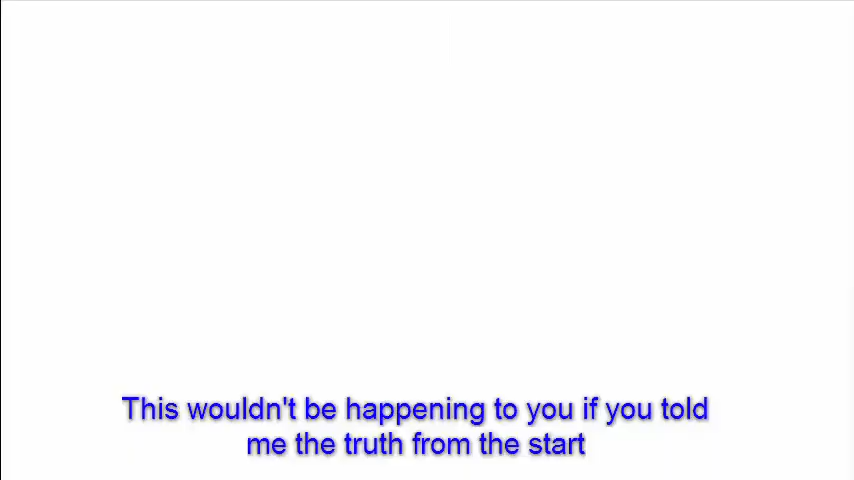 This wouldn't be happening to you if you told
me the truth from the start